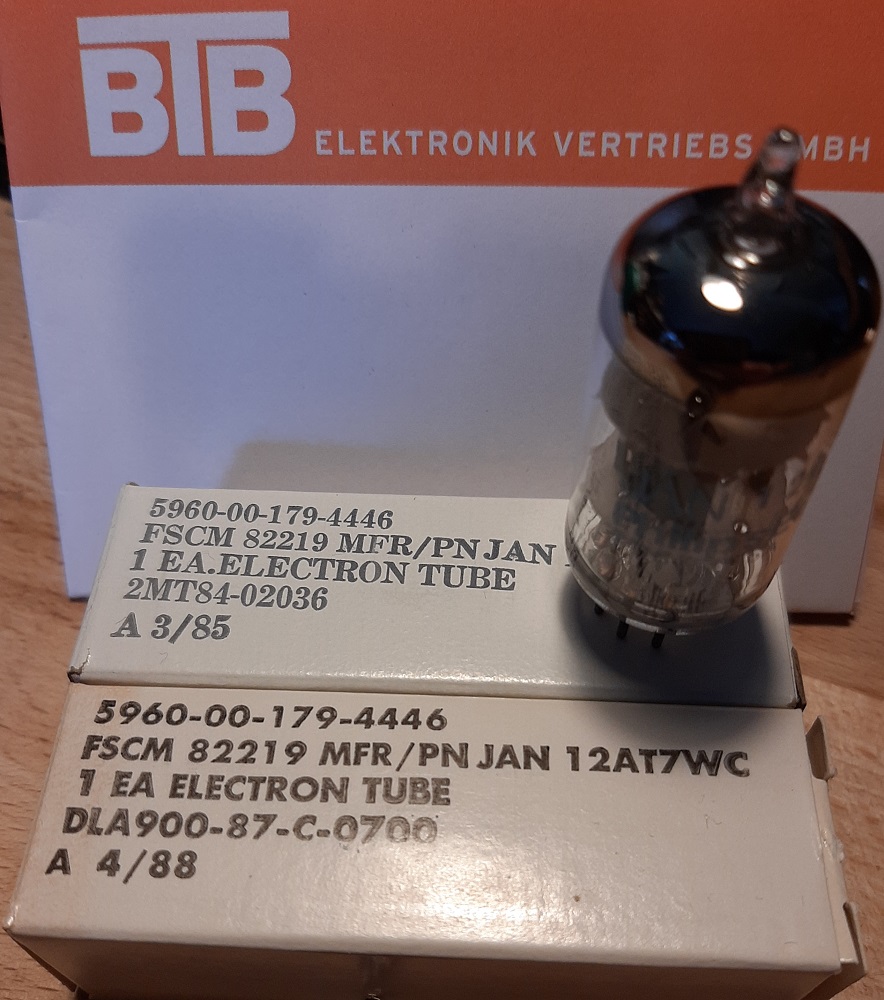 BTB
ELEKTRONIK VERTRIEBS MBH
5960-00-179-4446
FSCM 82219 MFR/PN JAN
1 EA.ELECTRON TUBE
2MT84-02036
A 3/85
5960-00-179-4446
FSCM 82219 MFR/PN JAN 12AT7WC
1 EA ELECTRON TUBE
DLA900-87-C-0700
A 4/88